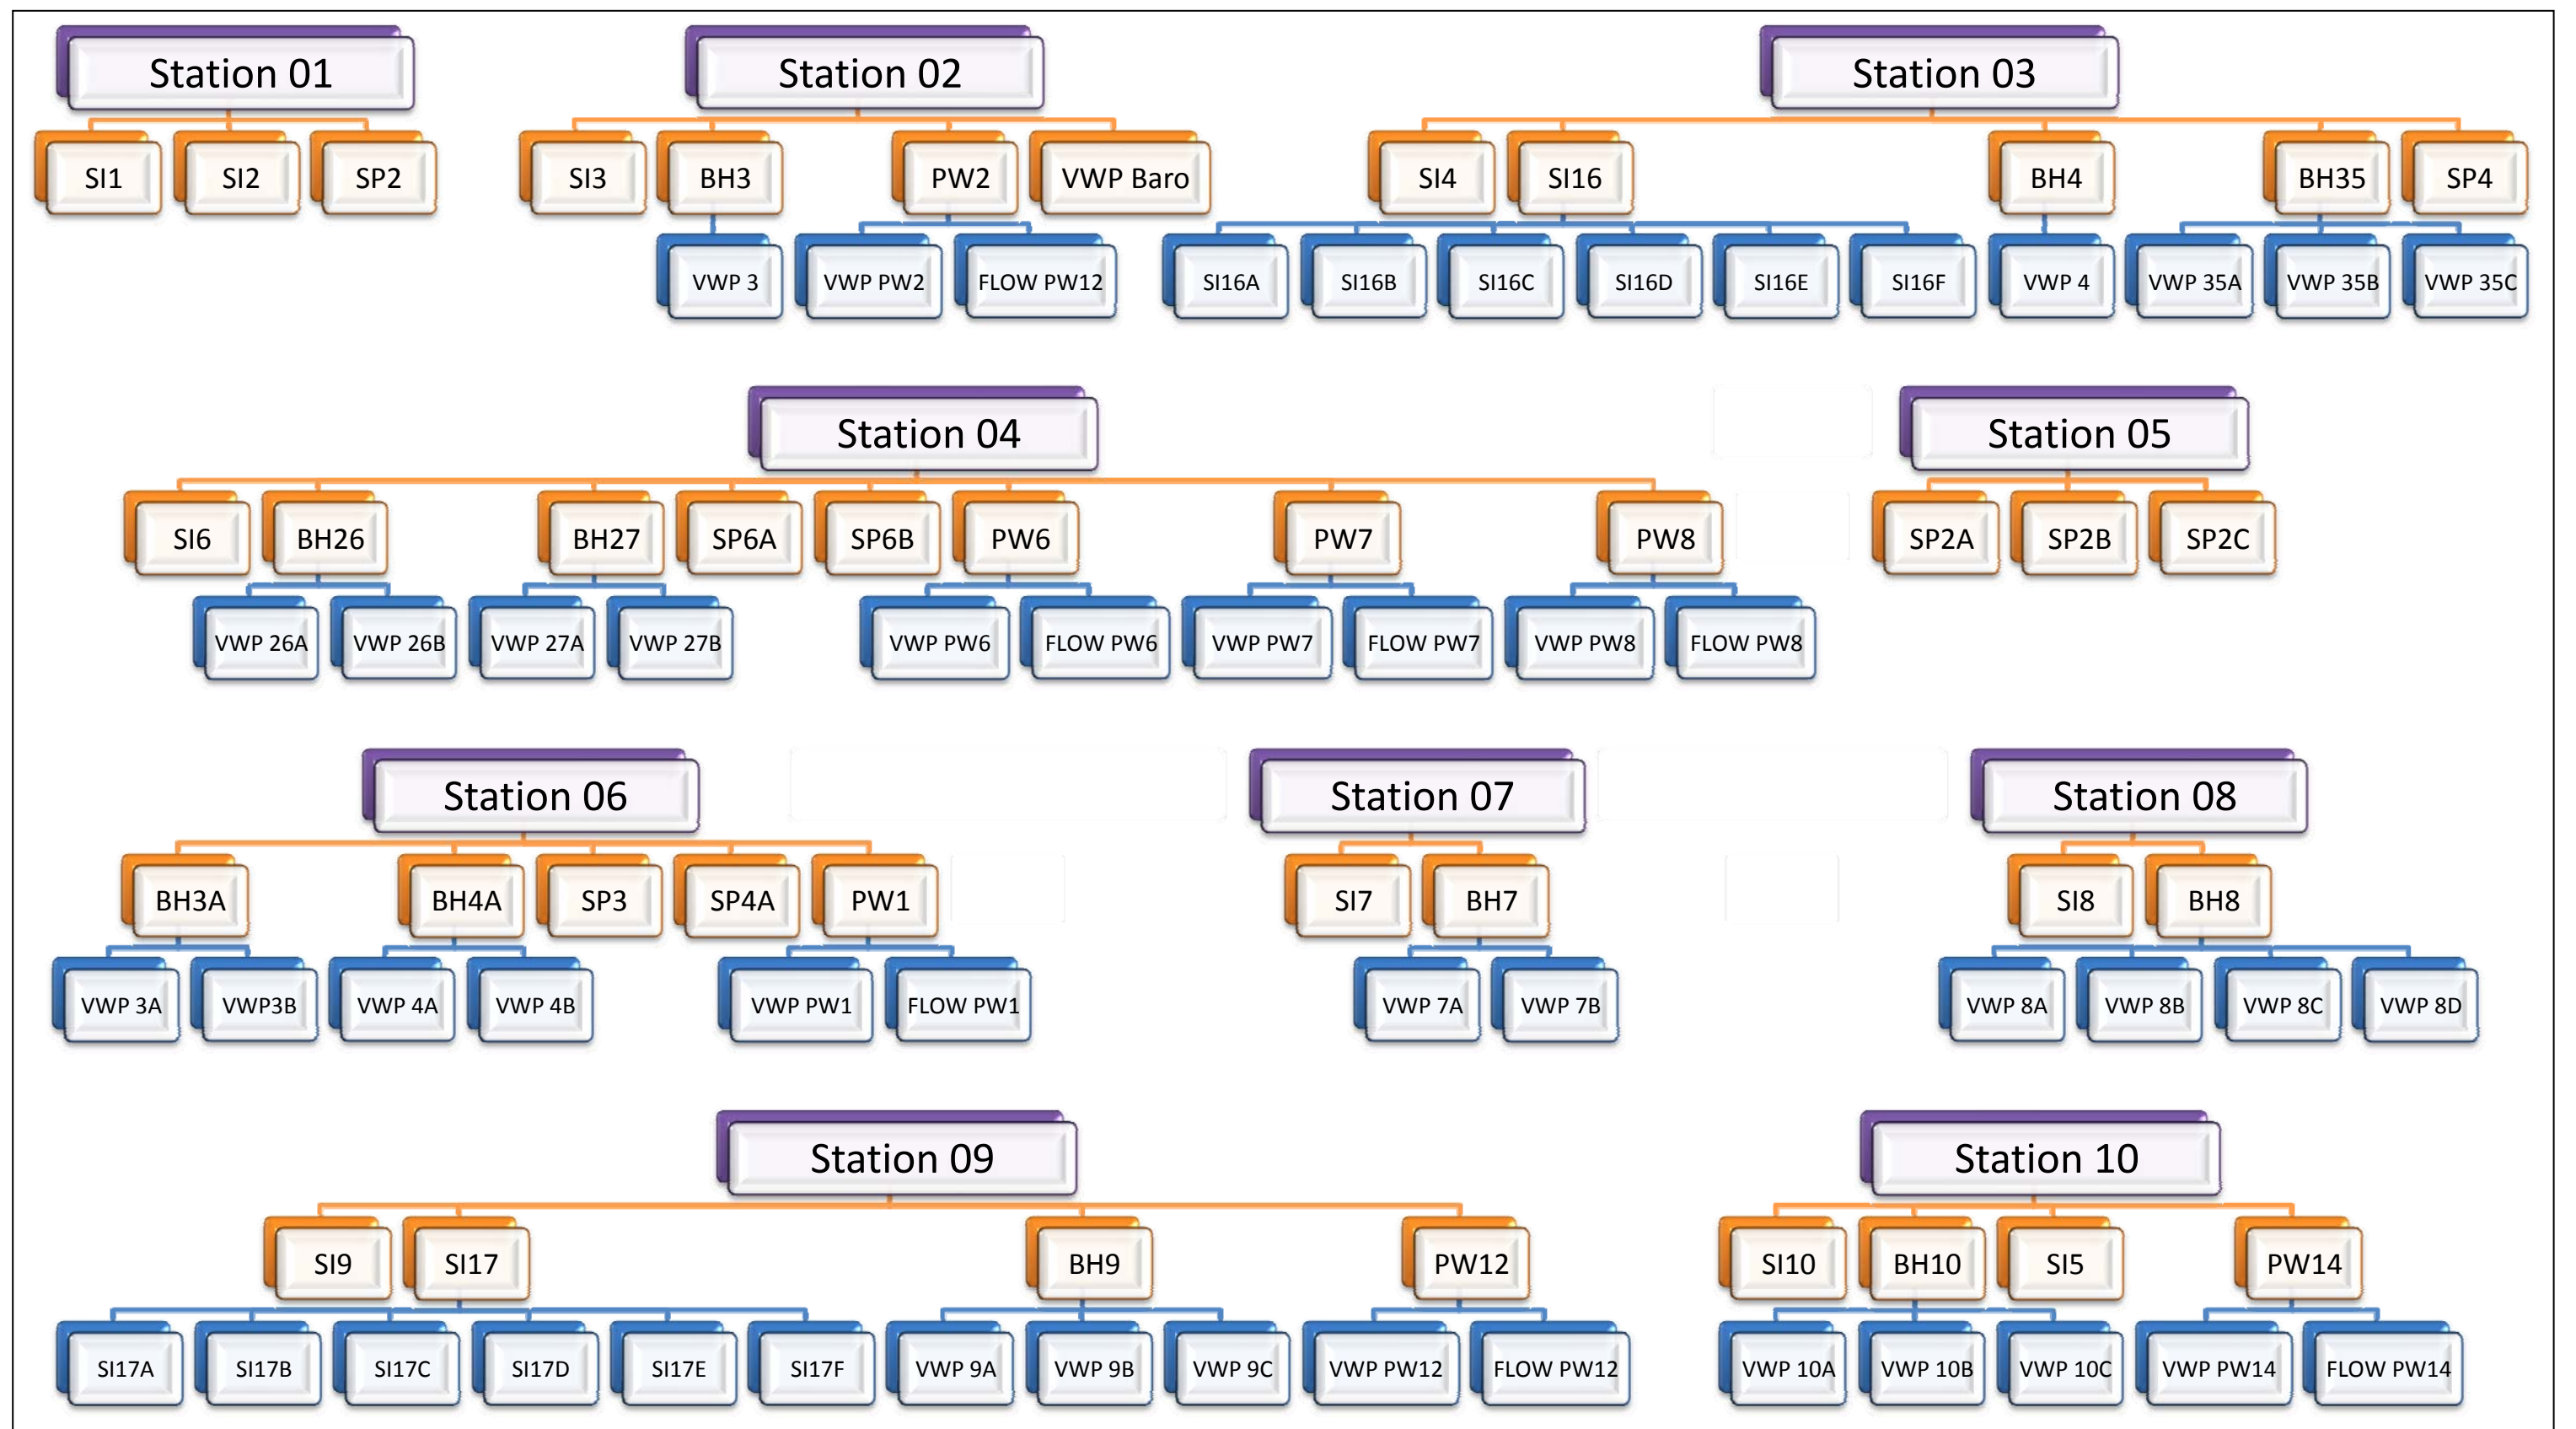 Station 01
Station 02
Station 03
SI1
SI2
SP2
SI3
BH3
PW2
VWP Baro
SI4
SI16
BH4
BH35
SP4
VWP 3
VWP PW2
FLOW PW12
SI16A
SI16B
SI16C
SI16D
SI16E
SI16F
VWP 4
VWP 35A
VWP 35B
VWP 35C
Station 04
Station 05
SI6
BH26
BH27
SP6A
SP6B
PW6
PW7
PW8
SP2A
SP2B
SP2C
VWP 26A
VWP 26B
VWP 27A
VWP 27B
VWP PW6
FLOW PW6
VWP PW7
FLOW PW7
VWP PW8
FLOW PW8
Station 06
Station 07
Station 08
BH3A
BH4A
SP3
SP4A
PW1
SI7
BH7
SI8
BH8
VWP 3A
VWP3B
VWP 4A
VWP 4B
VWP PW1
FLOW PW1
VWP 7A
VWP 7B
VWP 8A
VWP 8B
VWP 8C
VWP 8D
Station 09
Station 10
SI9
SI17
BH9
PW12
SI10
BH10
SI5
PW14
SI17A
SI17B
SI17C
SI17D
SI17E
SI17F
VWP 9A
VWP 9B
VWP 9C
VWP PW12
FLOW PW12
VWP 10A
VWP 10B
VWP 10C
VWP PW14
FLOW PW14